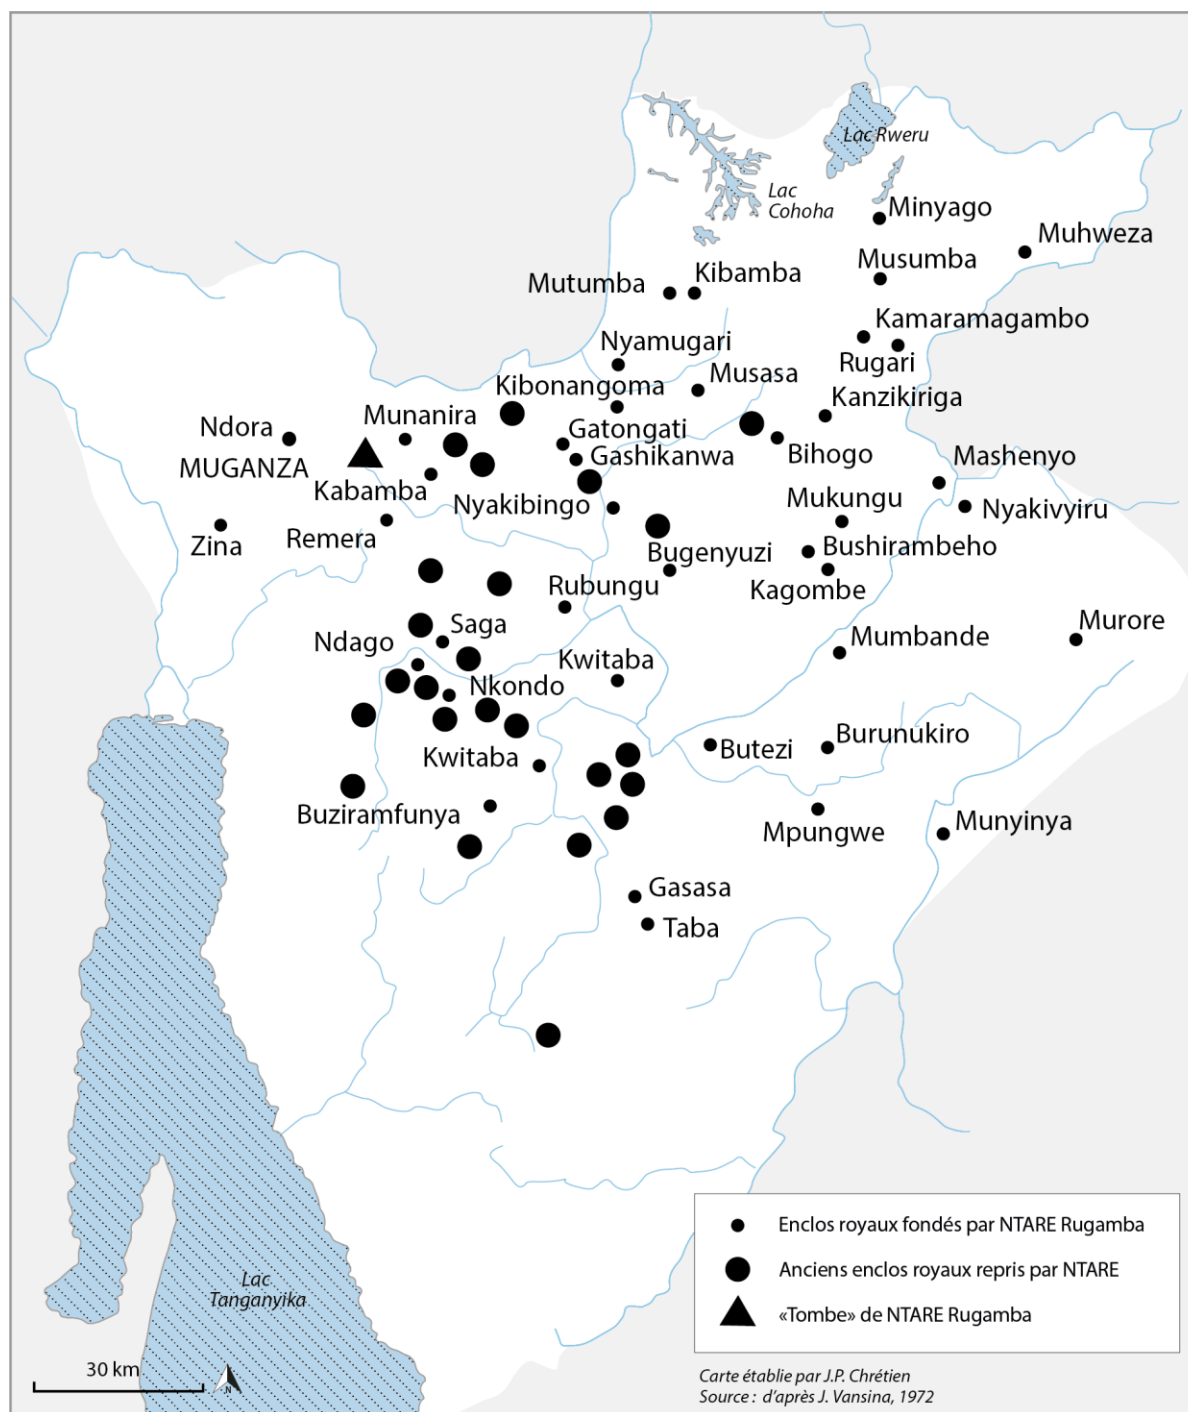 Lac Rweru
Lac
Cohoha
Minyago
Muhweza
Musumba
Mutumba
Kibamba
Kamaramagambo
Nyamugari
Rugari
Musasa
Kibonangoma
Kanzikiriga
Ndora
Munanira
Gatongati
MUGANZA
Gashikanwa
Bihogo
Mashenyo
Kabamba
Nyakibingo
Mukungu
Nyakivyiru
Zina
Remera
Bugenyuzi
Bushirambeho
Rubungu
Kagombe
Saga
Murore
Ndago
Mumbande
Kwitaba
Nkondo
Butezi
Burunukiro
Kwitaba
Buziramfunya
Mpungwe
Munyinya
Gasasa
Taba
Enclos royaux fondés par NTARE Rugamba
Anciens enclos royaux repris par NTARE
«Tombe» de NTARE Rugamba
Lac
Tanganyika
30 km
N
Carte établie par J.P. Chrétien
Source : d'après J. Vansina, 1972